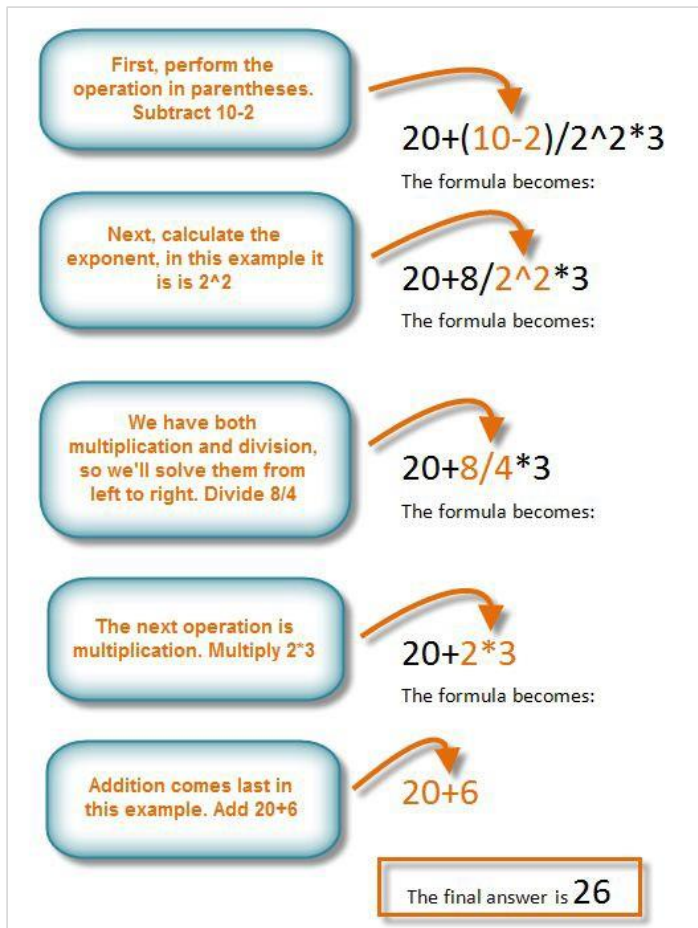 First, perform the
operation in parentheses.
Subtract 10-2
20+(10-2)/2^2*3
The formula becomes:
Next, calculate the
exponent, in this example it
is is 2^2
20+8/2^2*3
The formula becomes:
We have both
multiplication and division,
so we'll solve them from
left to right. Divide 8/4
20+8/4*3
The formula becomes:
The next operation is
multiplication. Multiply 2*3
20+2*3
The formula becomes:
Addition comes last in
this example. Add 20+6
20+6
The final answer is 26